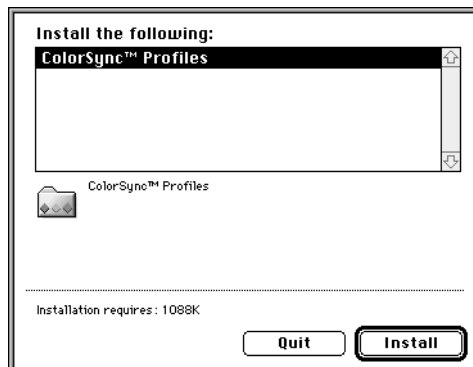 Install the following:
ColorSync™ Profiles
ColorSync™ Profiles
Installation requires: 1088K
Quit
Install